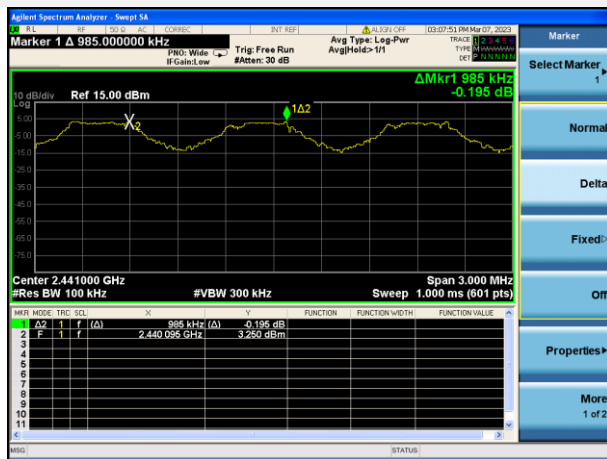 Agilent Spectrum Analyzer - Swept SA
RL RF 50 Ω AC CORREC INT REF ALIGN OFF 03:07:51 PM Mar 07, 2023
Marker 1 Δ 985.000000 kHz
PNO: Wide
IFGain:Low
Trig: Free Run
#Atten: 30 dB
Avg Type: Log-Pwr
Avg|Hold:>1/1
TRACE 1 2 3 4 5 6
TYPE M
DET P N N N N N
ΔMkr1 985 kHz
-0.195 dB
10 dB/div Ref 15.00 dBm
Log
5.00
-5.00
-15.0
-25.0
-35.0
-45.0
-55.0
-65.0
-75.0
1Δ2
X2
Center 2.441000 GHz
Span 3.000 MHz
#Res BW 100 kHz
#VBW 300 kHz
Sweep 1.000 ms (601 pts)
MKR MODE TRC SCL X Y FUNCTION FUNCTION WIDTH FUNCTION VALUE
1 Δ2 1 f (Δ) 985 kHz (Δ) -0.195 dB
2 F 1 f 2.440 095 GHz 3.250 dBm
3
4
5
6
7
8
9
10
11
MSG STATUS
Marker
Select Marker
1
Normal
Delta
Fixed
Off
Properties
More
1 of 2